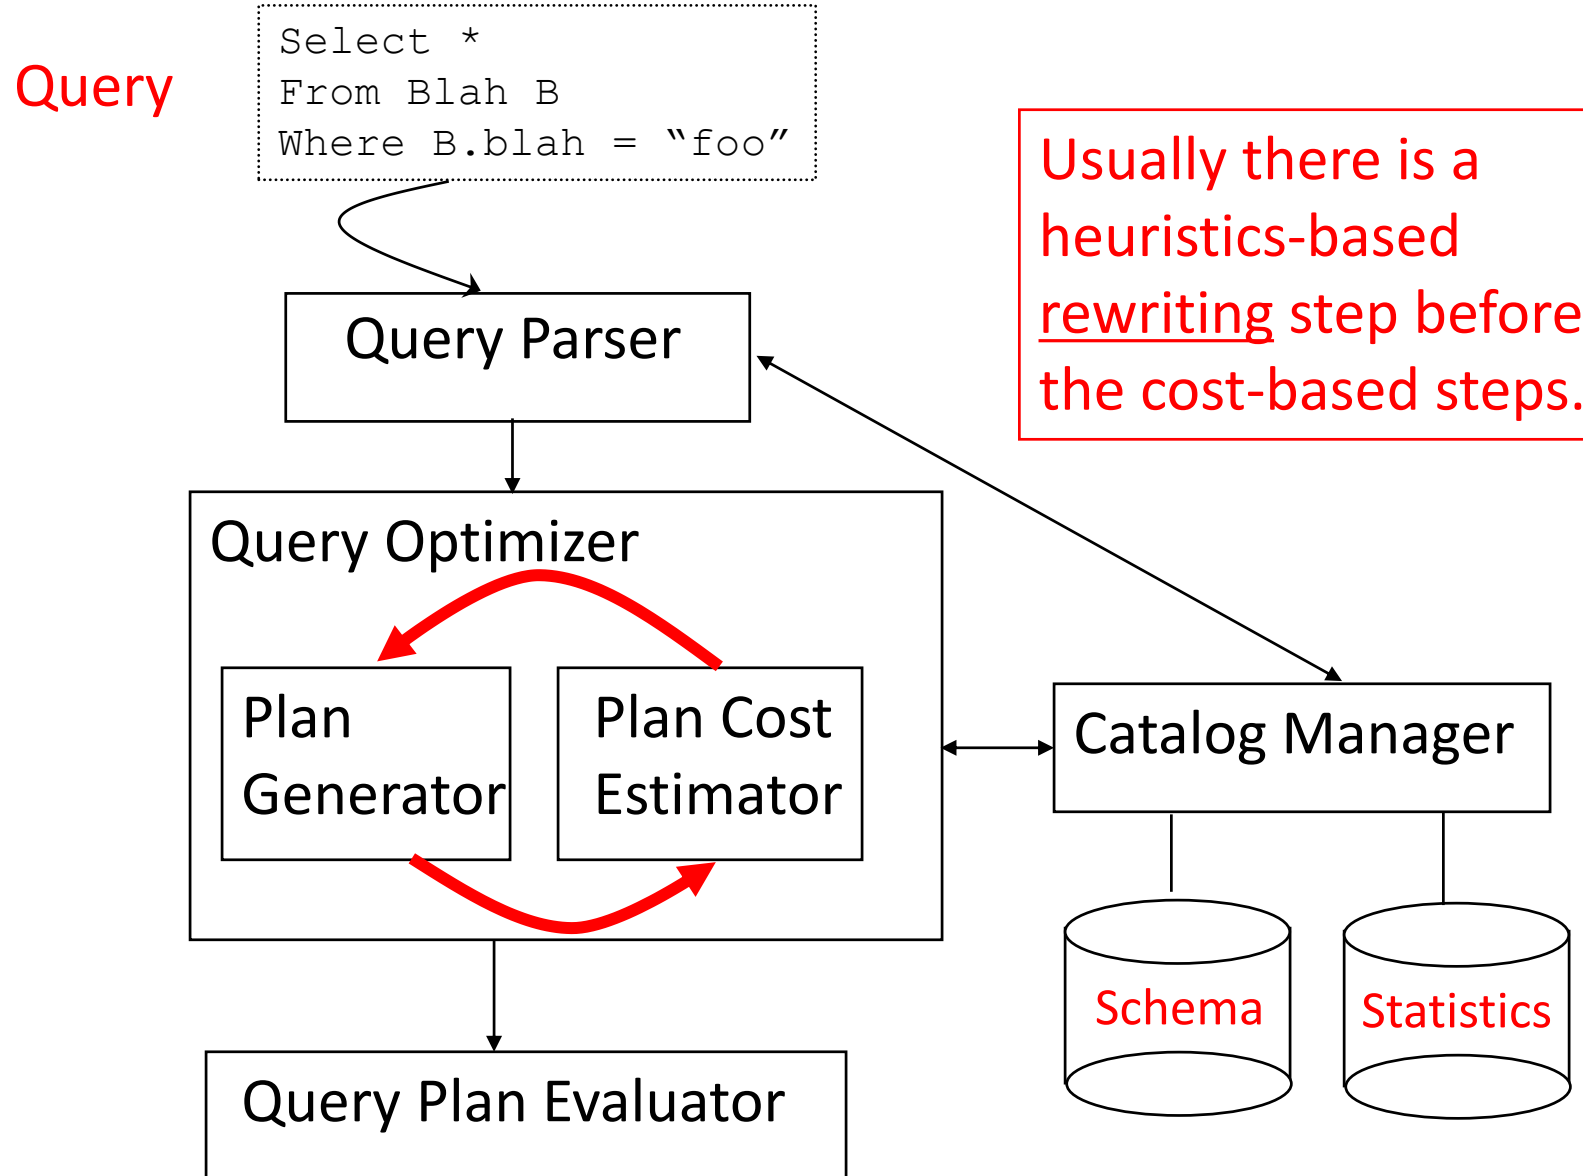 Query
Select *
From Blah B
Where B.blah = “foo”
Usually there is a
heuristics-based
rewriting step before
the cost-based steps.
Query Parser
Query Optimizer
Plan
Generator
Plan Cost
Estimator
Catalog Manager
Schema
Statistics
Query Plan Evaluator